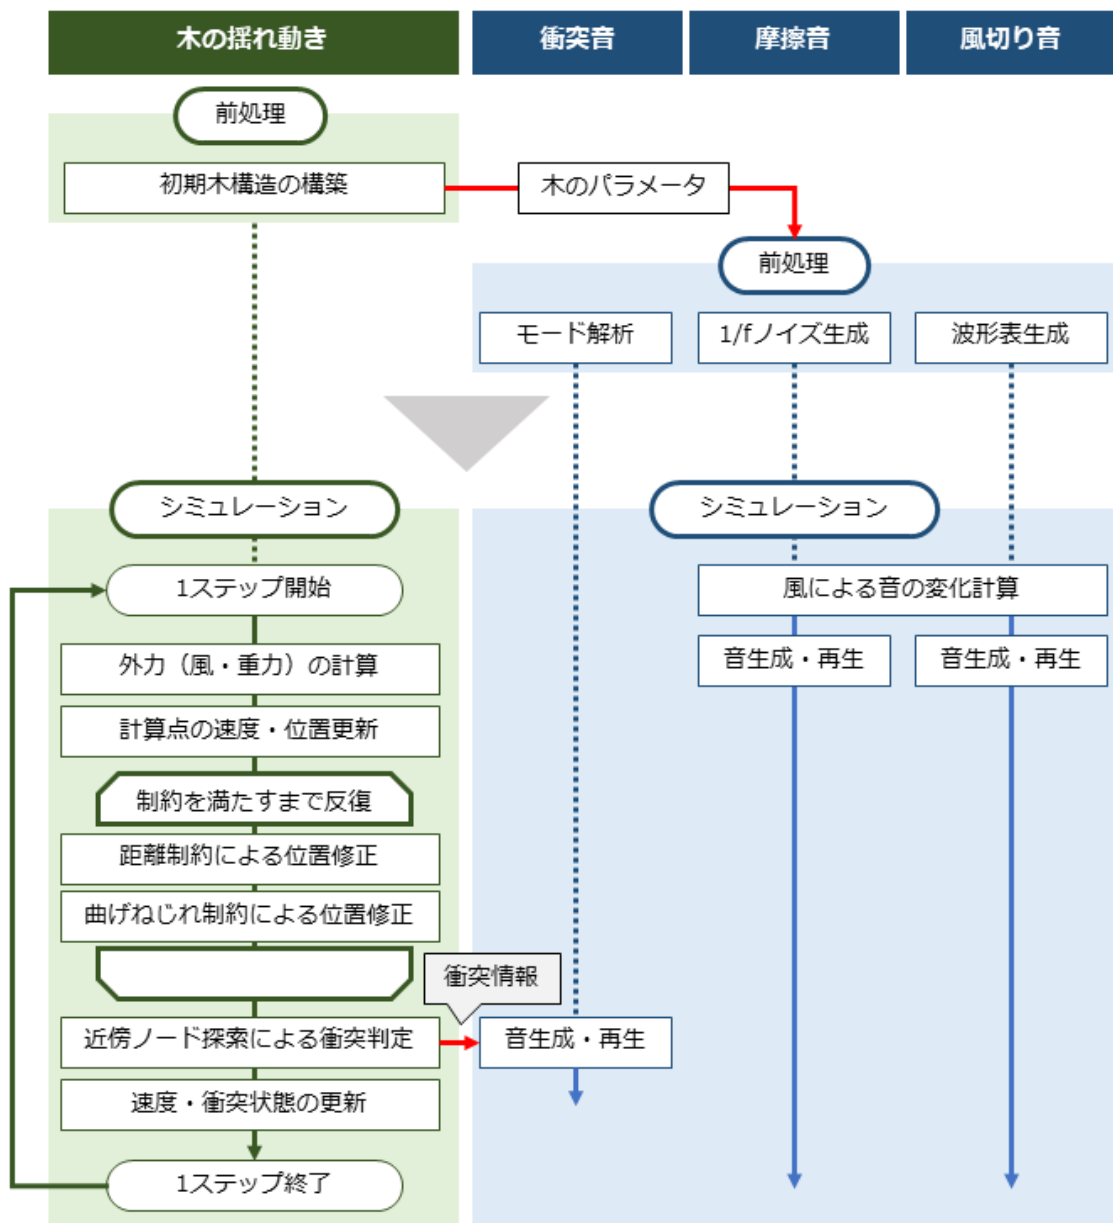 木の揺れ動き
衝突音
摩擦音
風切り音
前処理
初期木構造の構築
木のパラメータ
前処理
モード解析
1/fノイズ生成
波形表生成
シミュレーション
シミュレーション
1ステップ開始
風による音の変化計算
外力（風・重力）の計算
音生成・再生
音生成・再生
計算点の速度・位置更新
制約を満たすまで反復
距離制約による位置修正
曲げねじれ制約による位置修正
衝突情報
近傍ノード探索による衝突判定
音生成・再生
速度・衝突状態の更新
1ステップ終了